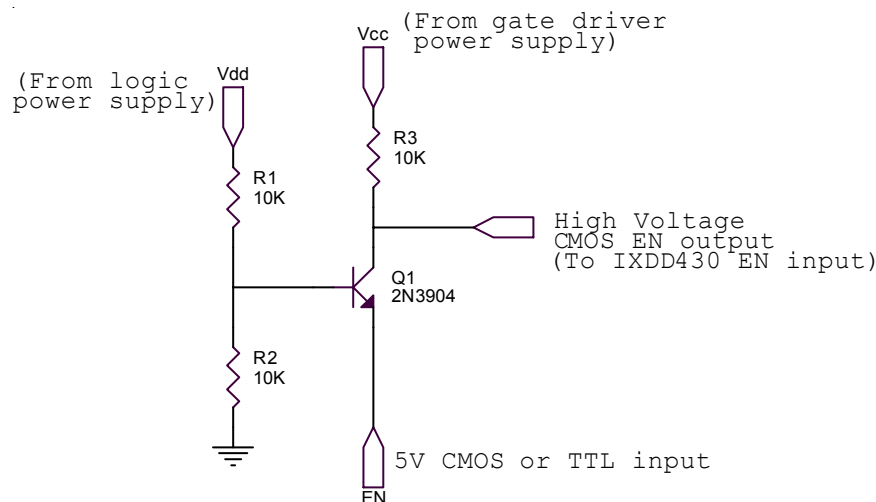 (From gate driver
power supply)
Vcc
(From logic
power supply)
Vdd
R3
10K
R1
10K
High Voltage
CMOS EN output
(To IXDD430 EN input)
Q1
2N3904
R2
10K
5V CMOS or TTL input
EN